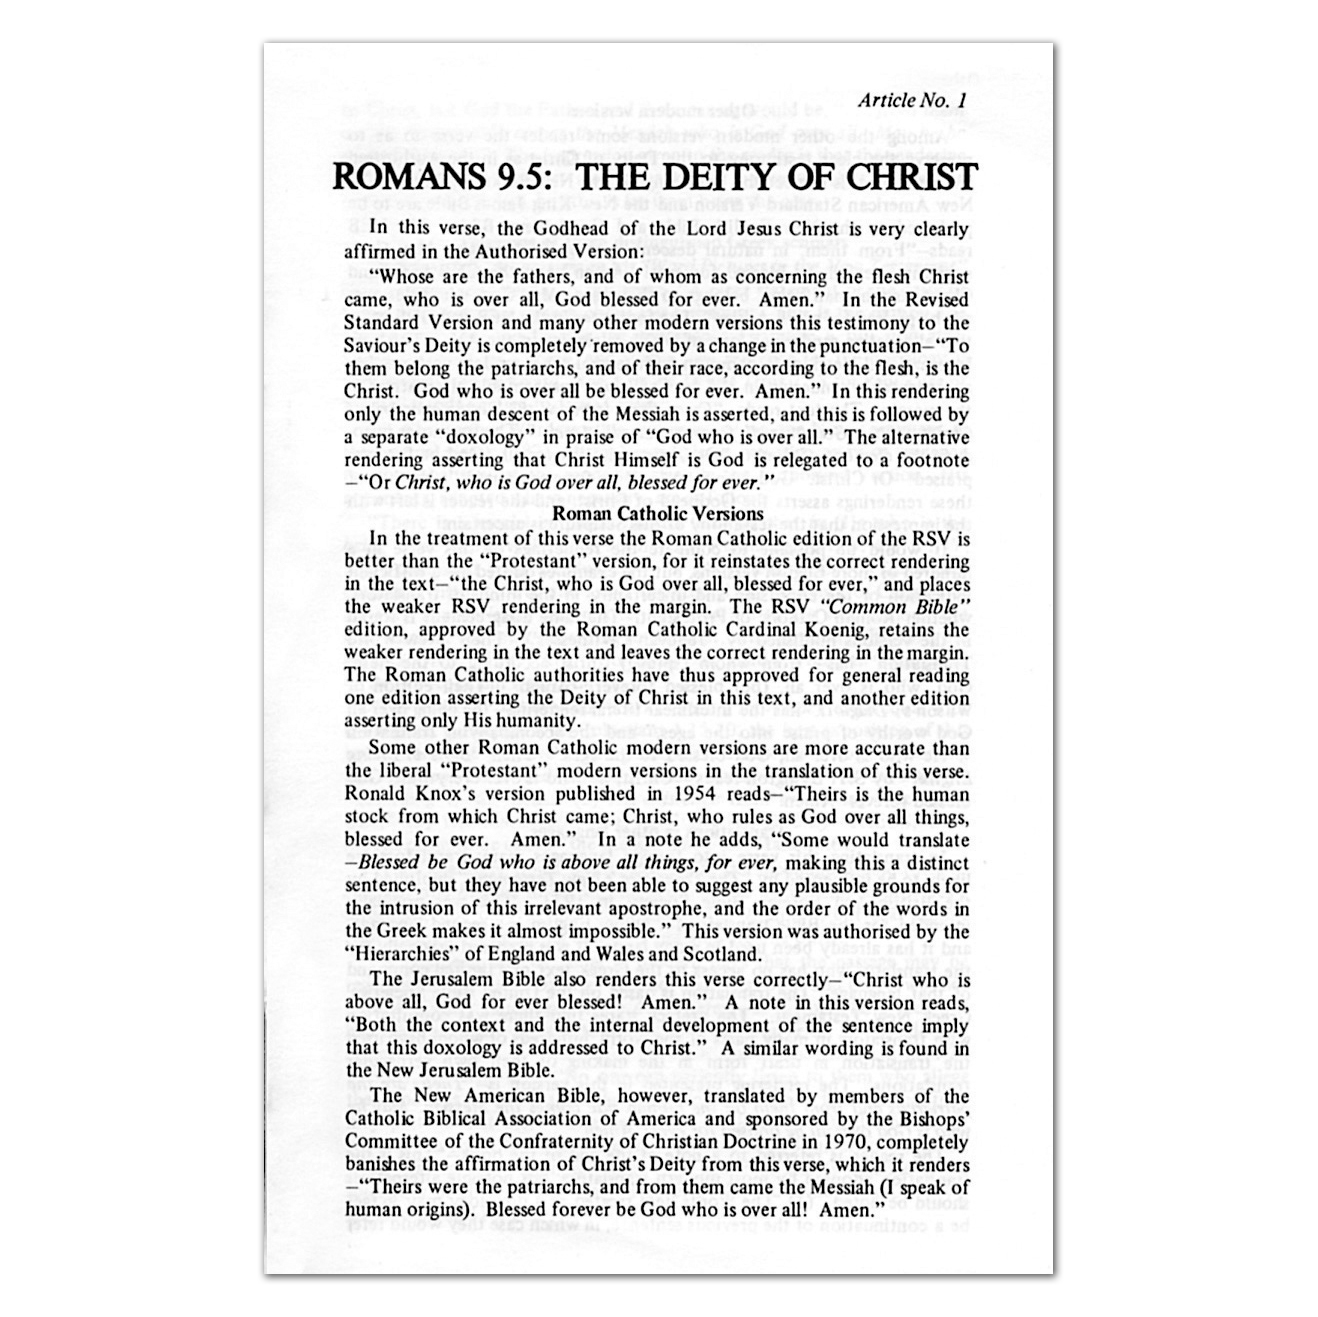 Article No. 1
ROMANS 9.5: THE DEITY OF CHRIST
In this verse, the Godhead of the Lord Jesus Christ is very clearly
affirmed in the Authorised Version:
“Whose are the fathers, and of whom as concerning the flesh Christ
came, who is over all, God blessed for ever. Amen.” In the Revised
Standard Version and many other modern versions this testimony to the
Saviour’s Deity is completely removed by a change in the punctuation—“To
them belong the patriarchs, and of their race, according to the flesh, is the
Christ. God who is over all be blessed for ever. Amen.” In this rendering
only the human descent of the Messiah is asserted, and this is followed by
a separate “doxology” in praise of “God who is over all.” The alternative
rendering asserting that Christ Himself is God is relegated to a footnote
—“Or Christ, who is God over all, blessed for ever.”
Roman Catholic Versions
In the treatment of this verse the Roman Catholic edition of the RSV is
better than the “Protestant” version, for it reinstates the correct rendering
in the text—“the Christ, who is God over all, blessed for ever,” and places
the weaker RSV rendering in the margin. The RSV “Common Bible”
edition, approved by the Roman Catholic Cardinal Koenig, retains the
weaker rendering in the text and leaves the correct rendering in the margin.
The Roman Catholic authorities have thus approved for general reading
one edition asserting the Deity of Christ in this text, and another edition
asserting only His humanity.
Some other Roman Catholic modern versions are more accurate than
the liberal “Protestant” modern versions in the translation of this verse.
Ronald Knox’s version published in 1954 reads—“Theirs is the human
stock from which Christ came; Christ, who rules as God over all things,
blessed for ever. Amen.” In a note he adds, “Some would translate
—Blessed be God who is above all things, for ever, making this a distinct
sentence, but they have not been able to suggest any plausible grounds for
the intrusion of this irrelevant apostrophe, and the order of the words in
the Greek makes it almost impossible.” This version was authorised by the
“Hierarchies” of England and Wales and Scotland.
The Jerusalem Bible also renders this verse correctly—“Christ who is
above all, God for ever blessed! Amen.” A note in this version reads,
“Both the context and the internal development of the sentence imply
that this doxology is addressed to Christ.” A similar wording is found in
the New Jerusalem Bible.
The New American Bible, however, translated by members of the
Catholic Biblical Association of America and sponsored by the Bishops’
Committee of the Confraternity of Christian Doctrine in 1970, completely
banishes the affirmation of Christ’s Deity from this verse, which it renders
—“Theirs were the patriarchs, and from them came the Messiah (I speak of
human origins). Blessed forever be God who is over all! Amen.”